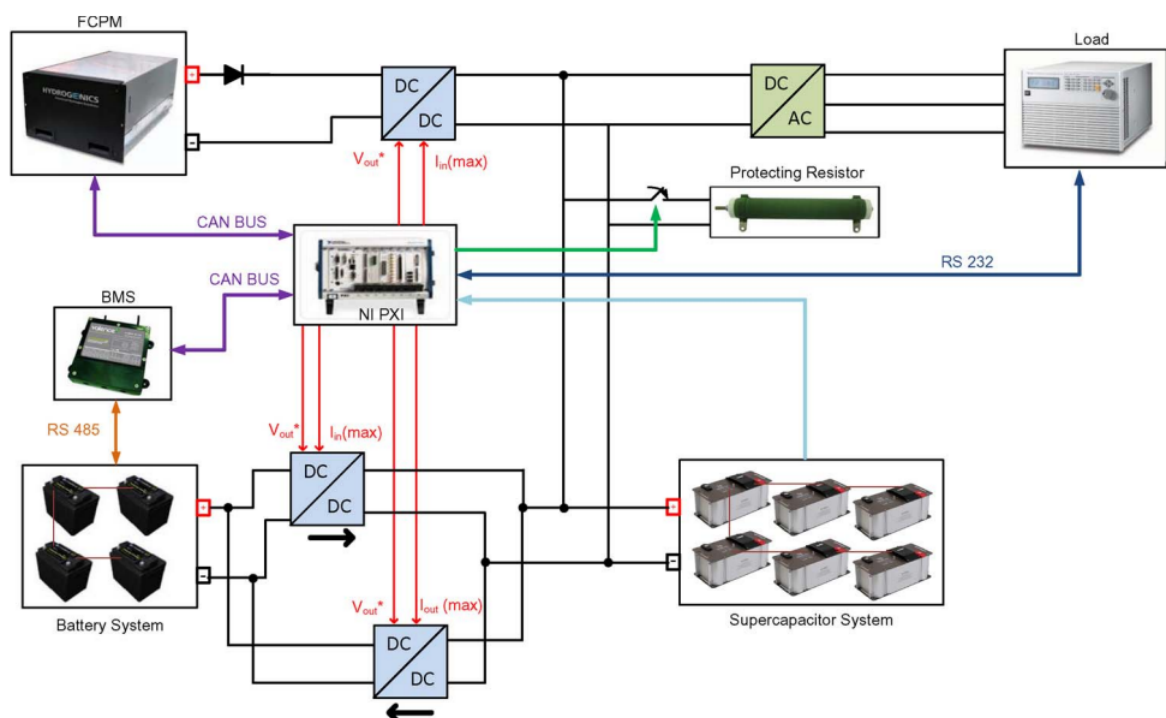 FCPM
Load
HYDROGENICS
+
-
DC
DC
DC
AC
Vout*
Iin(max)
Protecting Resistor
CAN BUS
CAN BUS
RS 232
NI PXI
BMS
RS 485
Vout*
Iin(max)
DC
DC
+
-
+
-
Vout*
Iout (max)
Battery System
DC
DC
Supercapacitor System